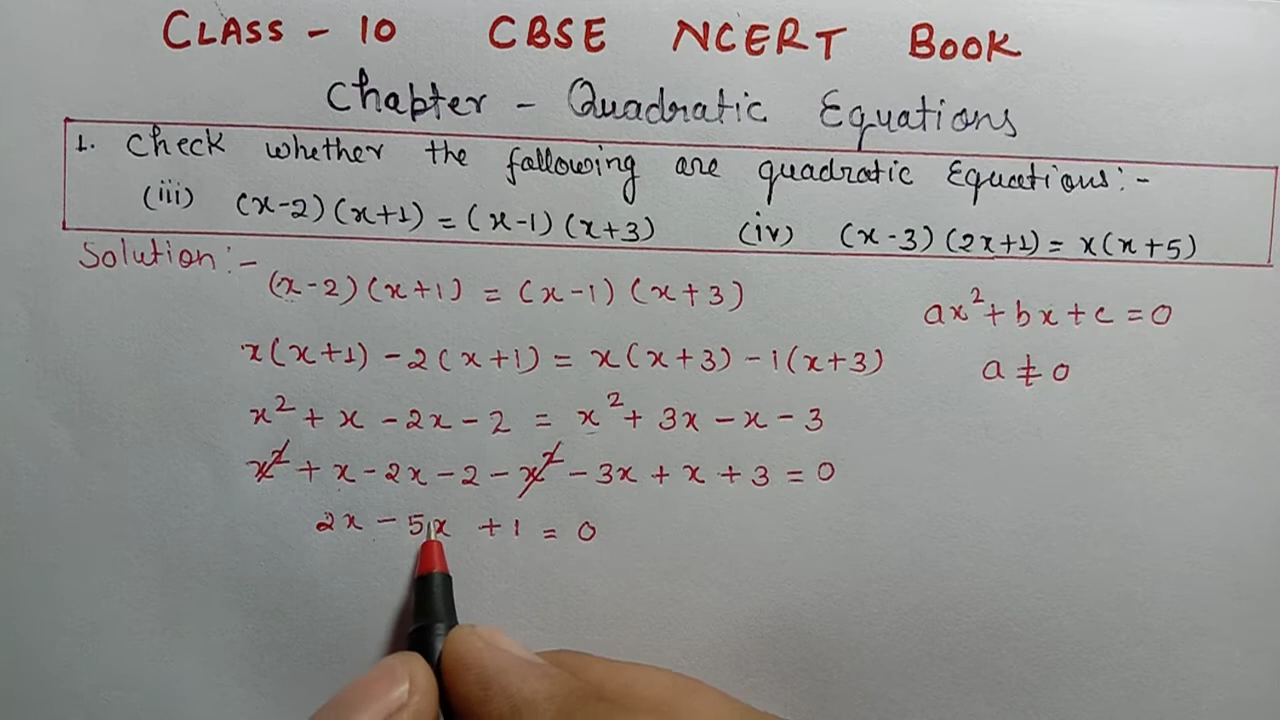 CLASS - 10 CBSE NCERT BOOK
Chapter - Quadratic Equations
1. Check whether the fallowing are quadratic Equations:-
(iii) (x-2)(x+1) = (x-1)(x+3) (iv) (x-3)(2x+1) = x(x+5)
Solution:-
(x-2)(x+1) = (x-1)(x+3)
x(x+1) - 2(x+1) = x(x+3) - 1(x+3)
x² + x - 2x - 2 = x² + 3x - x - 3
x² + x - 2x - 2 - x² - 3x + x + 3 = 0
2x - 5x + 1 = 0
ax² + bx + c = 0
a ≠ 0